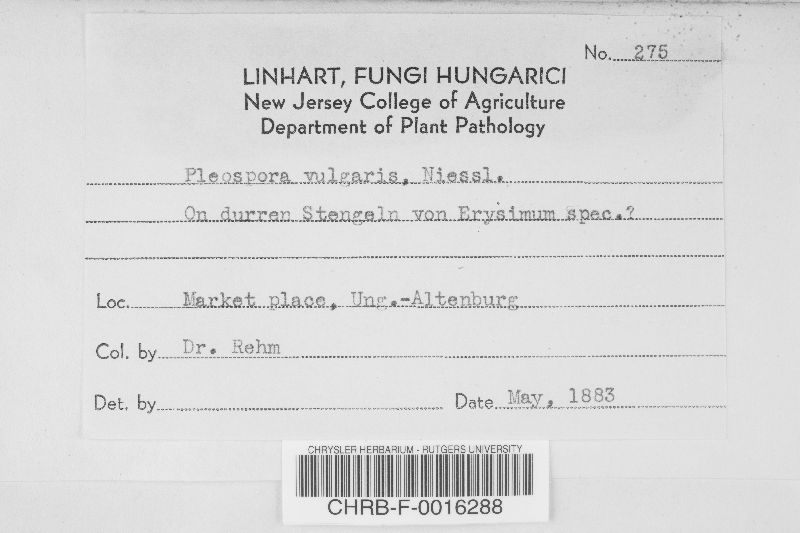 No. 275
LINHART, FUNGI HUNGARICI
New Jersey College of Agriculture
Department of Plant Pathology
Pleospora vulgaris, Niessl.
On durren Stengeln von Erysimum spec.?
Loc. Market place, Ung.-Altenburg
Col. by Dr. Rehm
Det. by Date May, 1883
CHRYSLER HERBARIUM - RUTGERS UNIVERSITY
CHRB-F-0016288